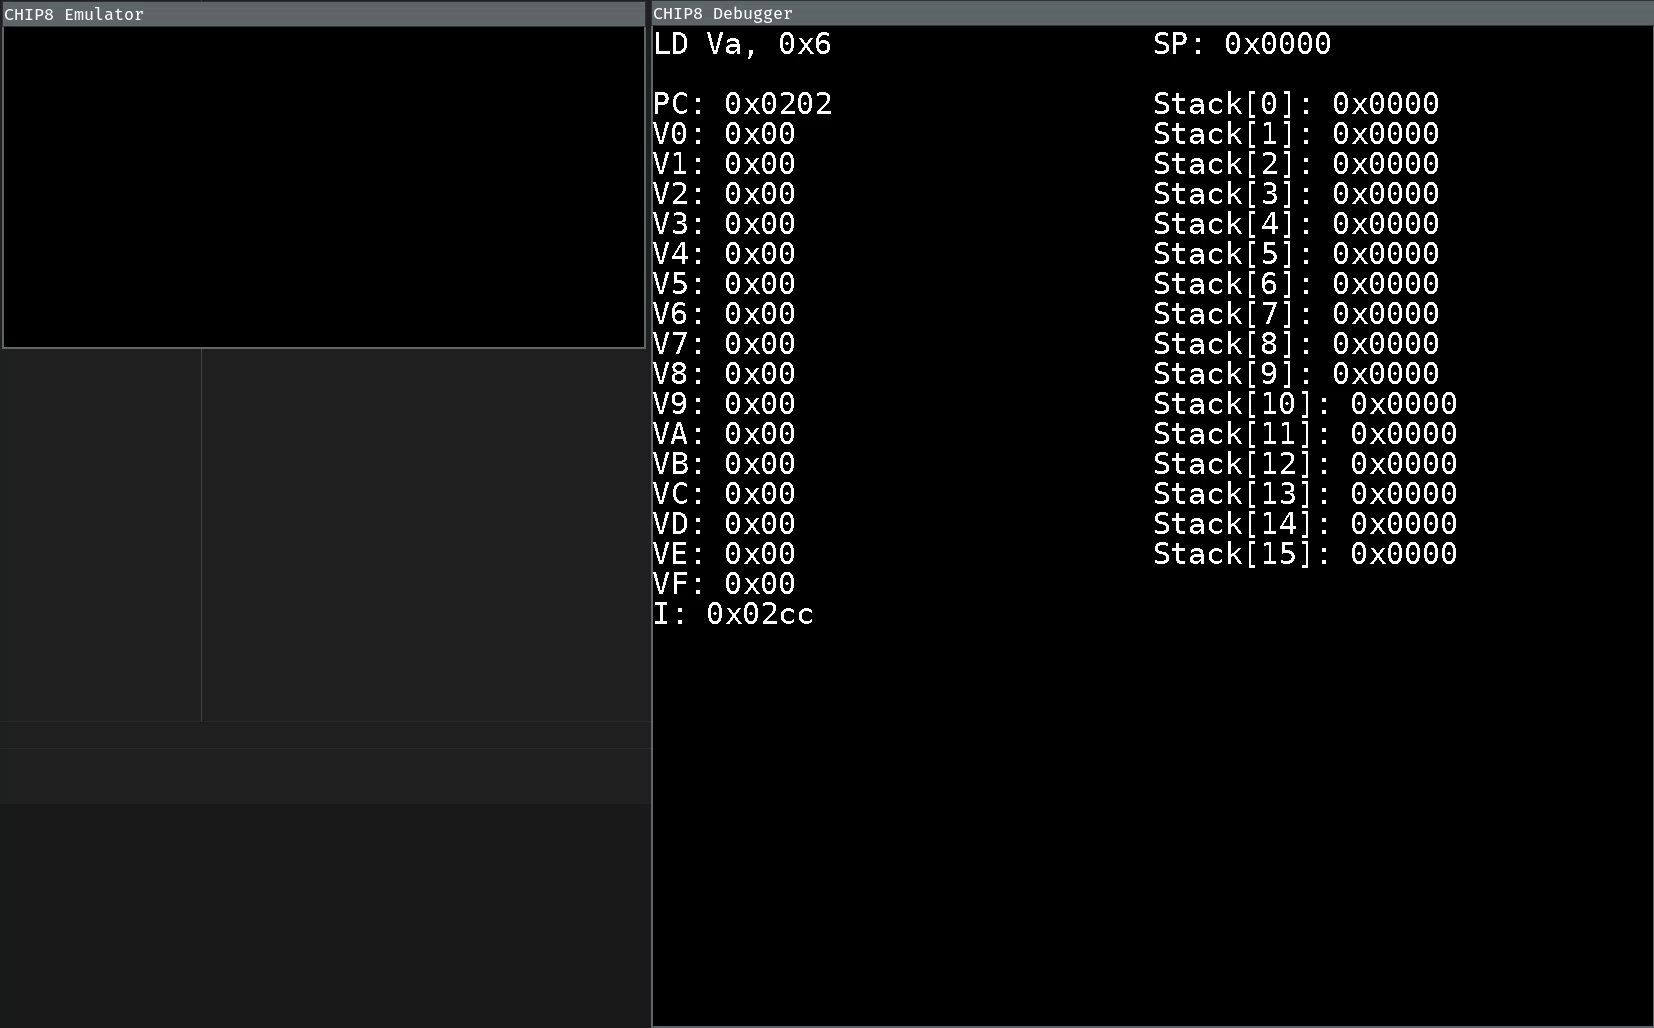 CHIP8 Emulator
CHIP8 Debugger
LD Va, 0x6
PC: 0x0202
V0: 0x00
V1: 0x00
V2: 0x00
V3: 0x00
V4: 0x00
V5: 0x00
V6: 0x00
V7: 0x00
V8: 0x00
V9: 0x00
VA: 0x00
VB: 0x00
VC: 0x00
VD: 0x00
VE: 0x00
VF: 0x00
I: 0x02cc
SP: 0x0000
Stack[0]: 0x0000
Stack[1]: 0x0000
Stack[2]: 0x0000
Stack[3]: 0x0000
Stack[4]: 0x0000
Stack[5]: 0x0000
Stack[6]: 0x0000
Stack[7]: 0x0000
Stack[8]: 0x0000
Stack[9]: 0x0000
Stack[10]: 0x0000
Stack[11]: 0x0000
Stack[12]: 0x0000
Stack[13]: 0x0000
Stack[14]: 0x0000
Stack[15]: 0x0000